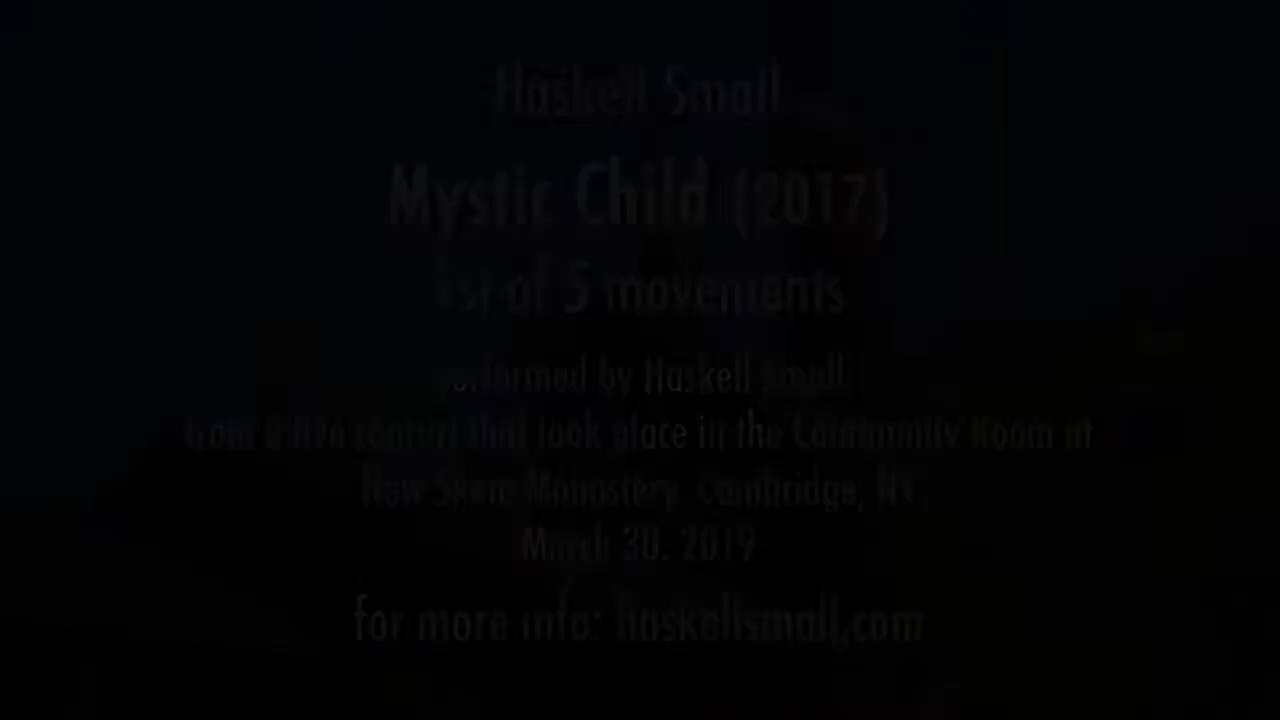 Haskell Small
Mystic Child (2017)
1st of 5 movements
performed by Haskell Small
from a live concert that took place in the Community Room at
New Skete Monastery, Cambridge, NY
March 30, 2019
for more info: haskellsmall.com